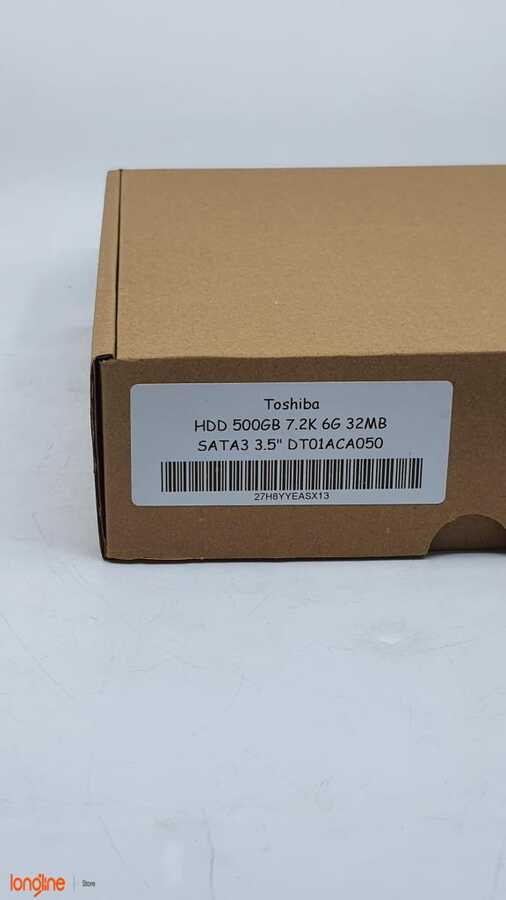 Toshiba
HDD 500GB 7.2K 6G 32MB
SATA3 3.5" DT01ACA050
27H8YYEASX13
longline | Store